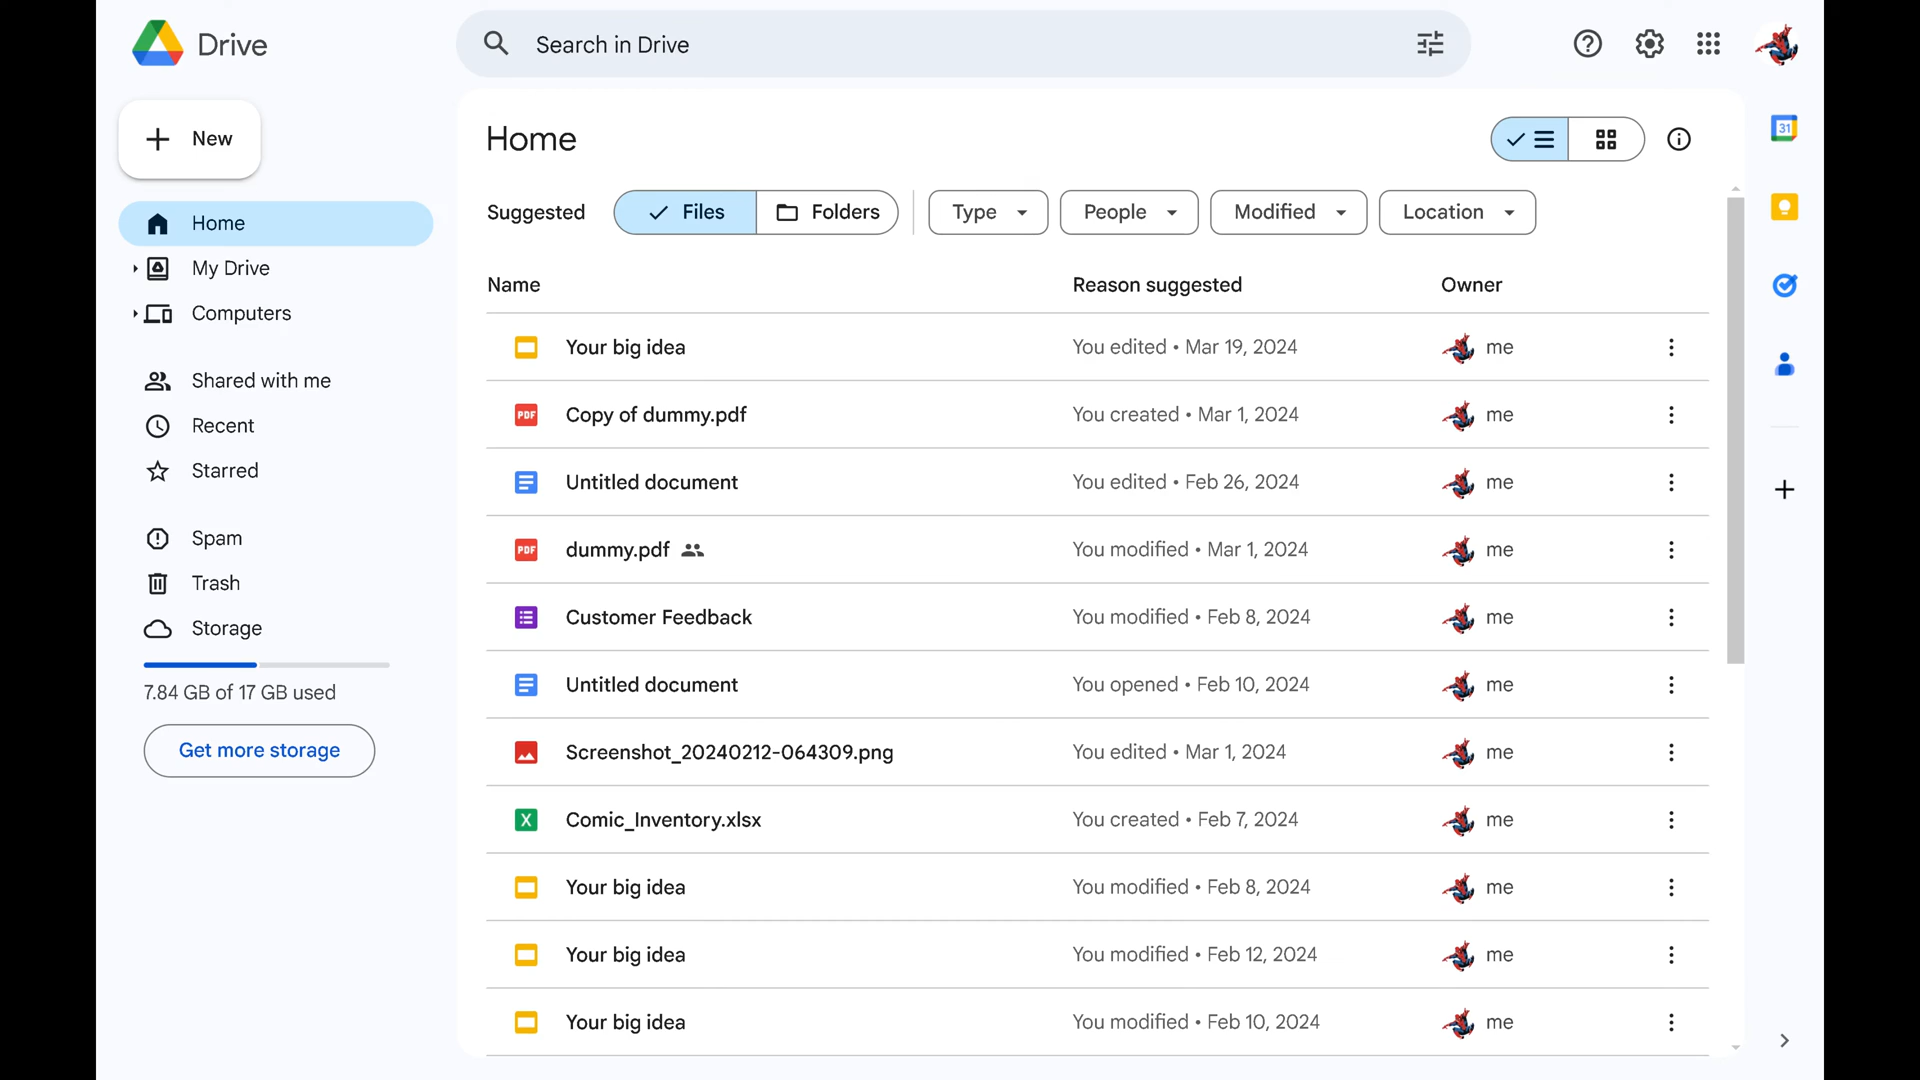 Drive
Search in Drive
New
Home
My Drive
Computers
Shared with me
Recent
Starred
Spam
Trash
Storage
7.84 GB of 17 GB used
Get more storage
Home
Suggested Files Folders Type People Modified Location
Name Reason suggested Owner
Your big idea You edited • Mar 19, 2024 me
PDF Copy of dummy.pdf You created • Mar 1, 2024 me
Untitled document You edited • Feb 26, 2024 me
PDF dummy.pdf You modified • Mar 1, 2024 me
Customer Feedback You modified • Feb 8, 2024 me
Untitled document You opened • Feb 10, 2024 me
Screenshot_20240212-064309.png You edited • Mar 1, 2024 me
X Comic_Inventory.xlsx You created • Feb 7, 2024 me
Your big idea You modified • Feb 8, 2024 me
Your big idea You modified • Feb 12, 2024 me
Your big idea You modified • Feb 10, 2024 me
31